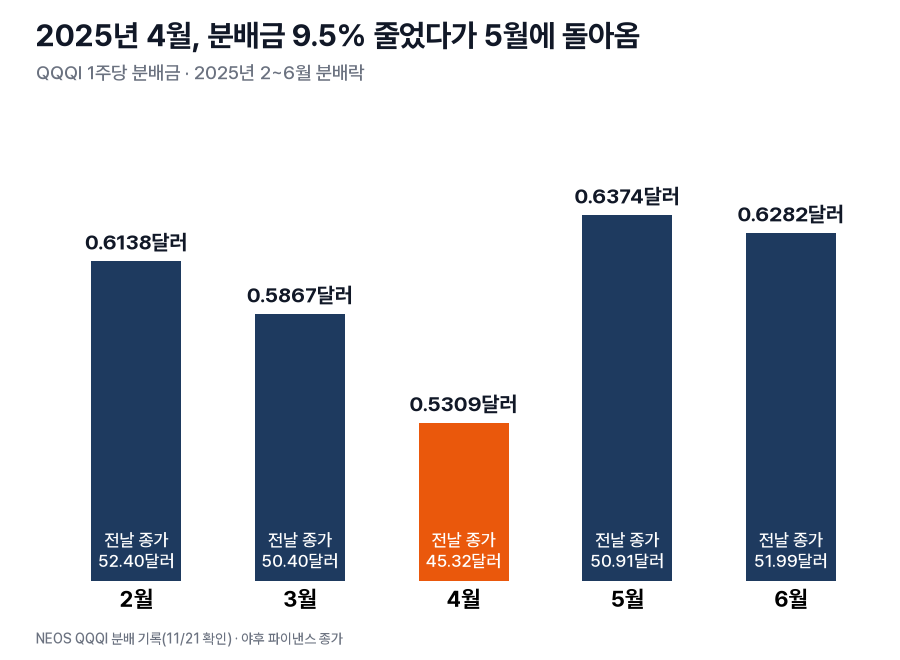 2025년 4월, 분배금 9.5% 줄었다가 5월에 돌아옴
QQQI 1주당 분배금 · 2025년 2~6월 분배락
0.6138달러
0.5867달러
0.5309달러
0.6374달러
0.6282달러
전날 종가
52.40달러
전날 종가
50.40달러
전날 종가
45.32달러
전날 종가
50.91달러
전날 종가
51.99달러
2월
3월
4월
5월
6월
NEOS QQQI 분배 기록(11/21 확인) · 야후 파이낸스 종가